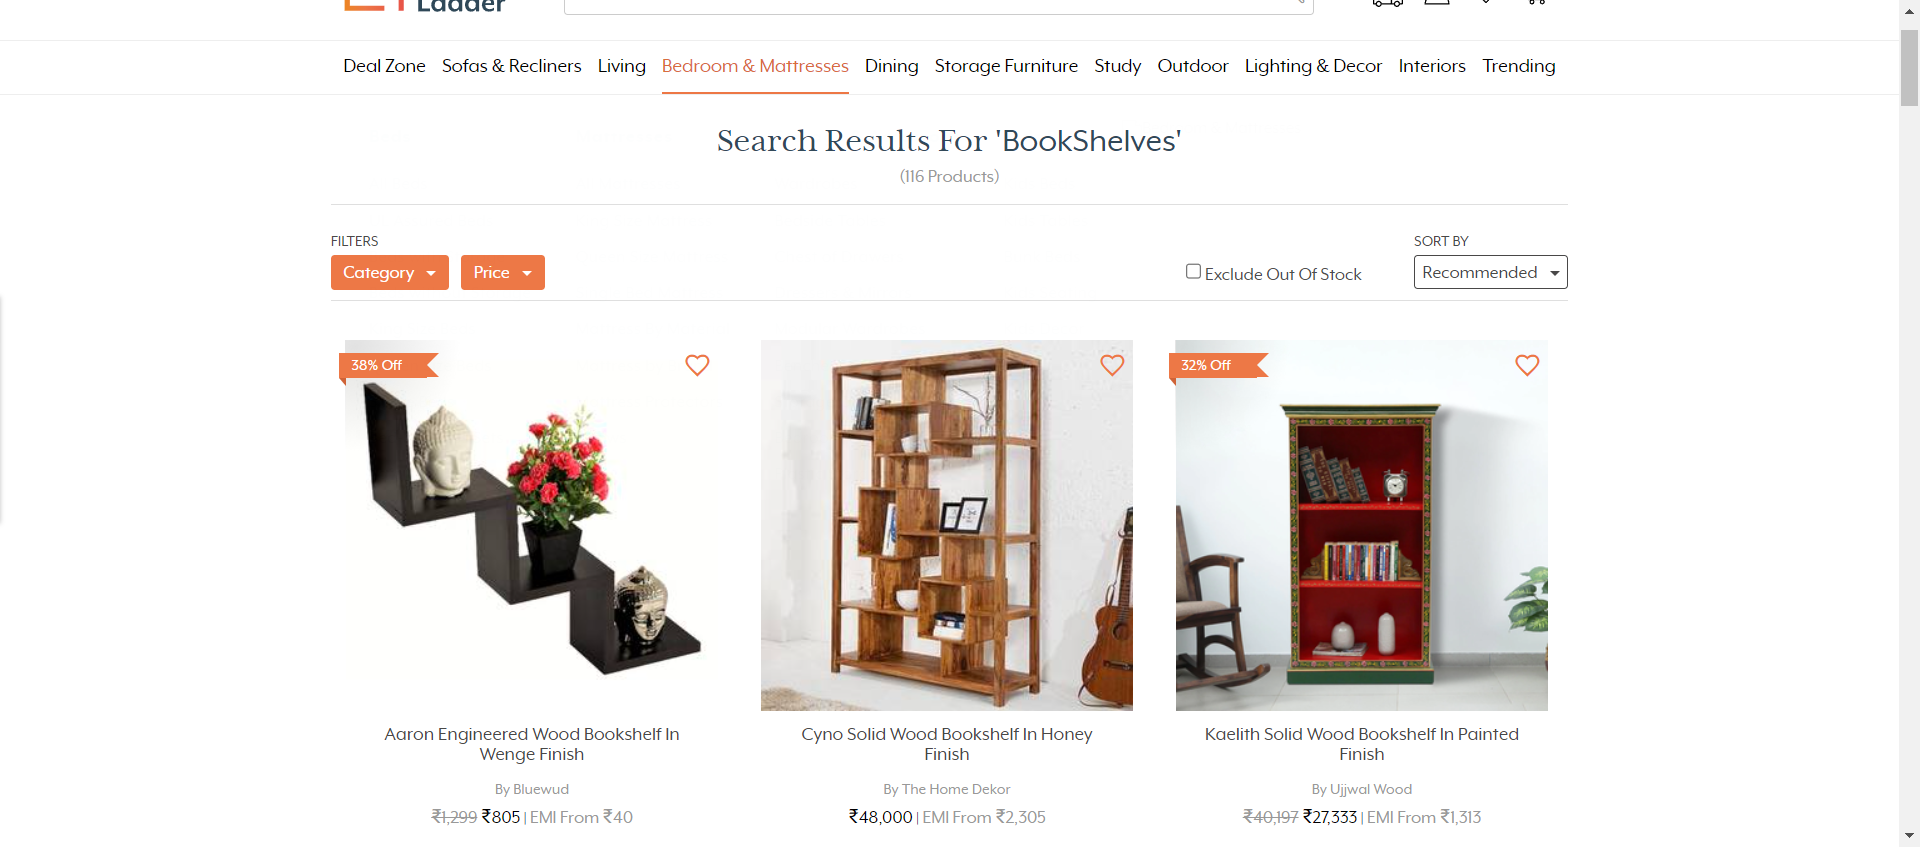 Ladder
Deal Zone Sofas & Recliners Living Bedroom & Mattresses Dining Storage Furniture Study Outdoor Lighting & Decor Interiors Trending
Search Results For 'BookShelves'
(116 Products)
FILTERS
SORT BY
Category Price
Exclude Out Of Stock
Recommended
38% Off
32% Off
Aaron Engineered Wood Bookshelf In
Wenge Finish
By Bluewud
₹1,299 ₹805 | EMI From ₹40
Cyno Solid Wood Bookshelf In Honey
Finish
By The Home Dekor
₹48,000 | EMI From ₹2,305
Kaelith Solid Wood Bookshelf In Painted
Finish
By Ujjwal Wood
₹40,197 ₹27,333 | EMI From ₹1,313